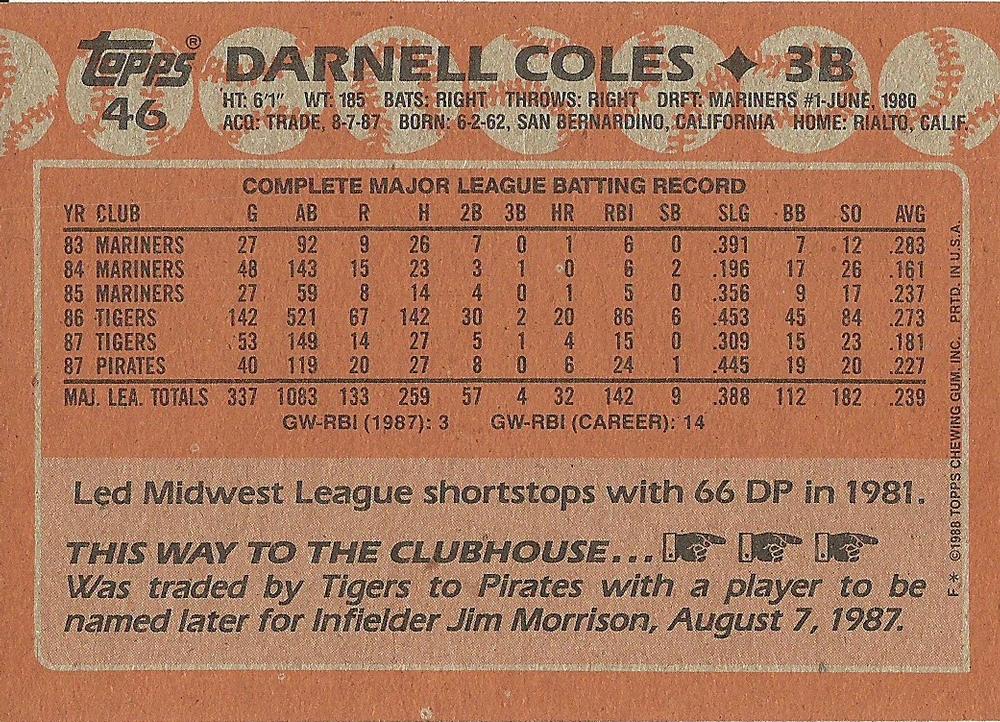 topps® DARNELL COLES ✦ 3B
46
HT: 6'1" WT: 185 BATS: RIGHT THROWS: RIGHT DRFT: MARINERS #1-JUNE, 1980
ACQ: TRADE, 8-7-87 BORN: 6-2-62, SAN BERNARDINO, CALIFORNIA HOME: RIALTO, CALIF.
COMPLETE MAJOR LEAGUE BATTING RECORD
YR CLUB G AB R H 2B 3B HR RBI SB SLG BB SO AVG
83 MARINERS 27 92 9 26 7 0 1 6 0 .391 7 12 .283
84 MARINERS 48 143 15 23 3 1 0 6 2 .196 17 26 .161
85 MARINERS 27 59 8 14 4 0 1 5 0 .356 9 17 .237
86 TIGERS 142 521 67 142 30 2 20 86 6 .453 45 84 .273
87 TIGERS 53 149 14 27 5 1 4 15 0 .309 15 23 .181
87 PIRATES 40 119 20 27 8 0 6 24 1 .445 19 20 .227
MAJ. LEA. TOTALS 337 1083 133 259 57 4 32 142 9 .388 112 182 .239
GW-RBI (1987): 3 GW-RBI (CAREER): 14
Led Midwest League shortstops with 66 DP in 1981.
THIS WAY TO THE CLUBHOUSE...
Was traded by Tigers to Pirates with a player to be
named later for Infielder Jim Morrison, August 7, 1987.
F* ©1988 TOPPS CHEWING GUM, INC. PRTD. IN U.S.A.